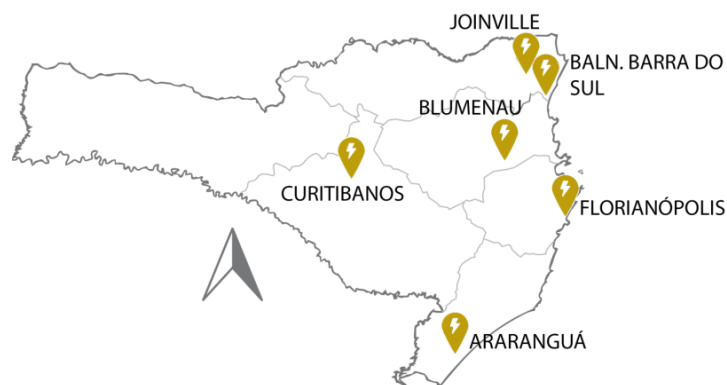 JOINVILLE
BALN. BARRA DO
SUL
BLUMENAU
CURITIBANOS
FLORIANÓPOLIS
ARARANGUÁ